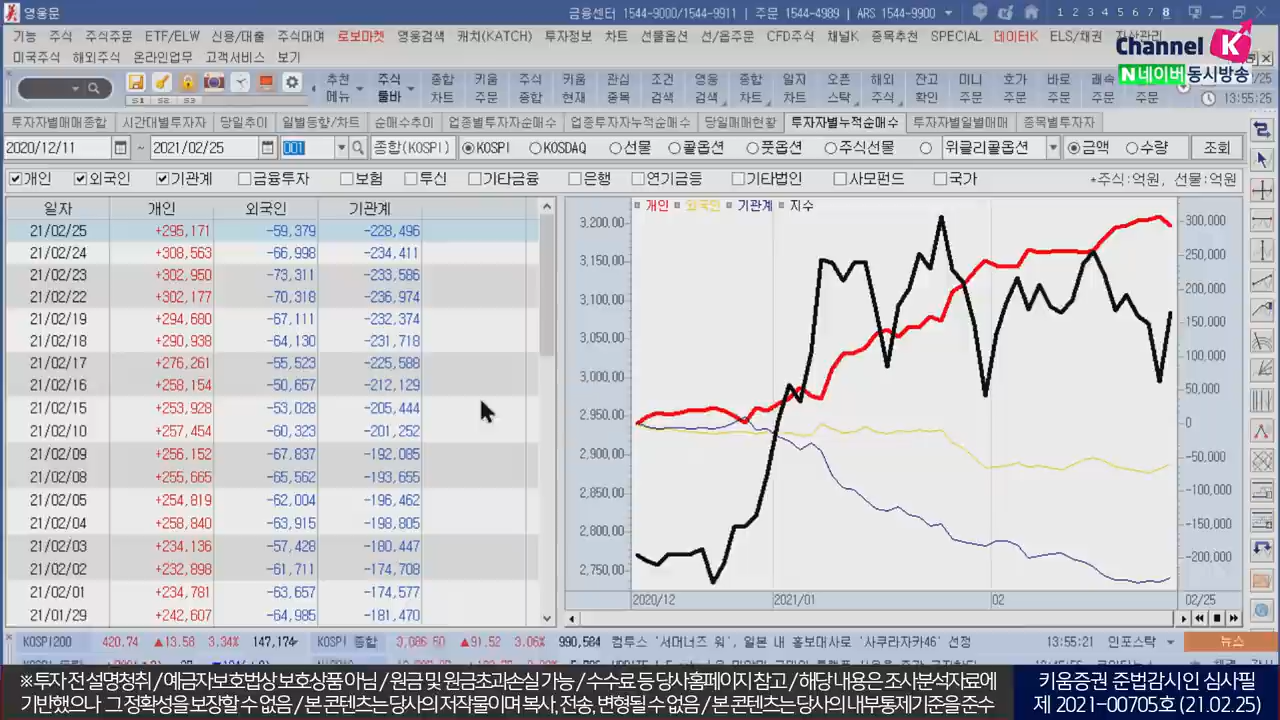 영웅문
금융센터 1544-9000/1544-9911 | 주문 1544-4989 | ARS 1544-9900
1 2 3 4 5 6 7 8
기능 주식 주식주문 ETF/ELW 신용/대출 주식매매 로보마켓 영웅검색 캐치(KATCH) 투자정보 차트 선물옵션 선/옵주문 CFD주식 채널K 종목추천 SPECIAL 데이터K ELS/채권 자산관리
미국주식 해외주식 온라인업무 고객서비스 보기
Channel K
N 네이버 동시방송
추천 메뉴 주식 툴바 종합 차트 키움 주문 주식 종합 키움 현재 관심 종목 조건 검색 영웅 검색 종합 차트 일자 차트 오픈 스탁 해외 주식 잔고 확인 미니 주문 호가 주문 바로 주문 쾌속 주문
S1 S2 S3
13:55:25
투자자별매매종합 시간대별투자자 당일추이 일별동향/차트 순매수추이 업종별투자자순매수 업종투자자누적순매수 당일매매현황 투자자별누적순매수 투자자별일별매매 종목별투자자
2020/12/11 ~ 2021/02/25 001 종합(KOSPI) KOSPI KOSDAQ 선물 콜옵션 풋옵션 주식선물 위클리콜옵션 금액 수량 조회
개인 외국인 기관계 금융투자 보험 투신 기타금융 은행 연기금등 기타법인 사모펀드 국가 *주식:억원, 선물:억원
일자 개인 외국인 기관계
21/02/25 +295,171 -59,379 -228,496
21/02/24 +308,563 -66,998 -234,411
21/02/23 +302,950 -73,311 -233,586
21/02/22 +302,177 -70,318 -236,974
21/02/19 +294,680 -67,111 -232,374
21/02/18 +290,938 -64,130 -231,718
21/02/17 +276,261 -55,523 -225,588
21/02/16 +258,154 -50,657 -212,129
21/02/15 +253,928 -53,028 -205,444
21/02/10 +257,454 -60,323 -201,252
21/02/09 +256,152 -67,837 -192,085
21/02/08 +255,665 -65,562 -193,655
21/02/05 +254,819 -62,004 -196,462
21/02/04 +258,840 -63,915 -198,805
21/02/03 +234,136 -57,428 -180,447
21/02/02 +232,898 -61,711 -174,708
21/02/01 +234,781 -63,657 -174,577
21/01/29 +242,607 -64,985 -181,470
개인 외국인 기관계 지수
3,200.00
3,150.00
3,100.00
3,050.00
3,000.00
2,950.00
2,900.00
2,850.00
2,800.00
2,750.00
300,000
250,000
200,000
150,000
100,000
50,000
0
-50,000
-100,000
-150,000
-200,000
2020/12 2021/01 02 02/25
KOSPI200 420.74 ▲13.58 3.34% 147,174 KOSPI 종합 3,086.50 ▲91.52 3.06% 990,584 컴투스 '서머너즈 워', 일본 내 홍보대사로 '사쿠라자카46' 선정 13:55:21 인포스탁 뉴스
※ 투자 전 설명청취 / 예금자보호법상 보호상품 아님 / 원금 및 원금초과손실 가능 / 수수료 등 당사홈페이지 참고 / 해당 내용은 조사분석자료에
기반했으나 그 정확성을 보장할 수 없음 / 본 콘텐츠는 당사의 저작물이며 복사, 전송, 변형될 수 없음 / 본 콘텐츠는 당사의 내부통제기준을 준수
키움증권 준법감시인 심사필
제 2021-00705호 (21.02.25)